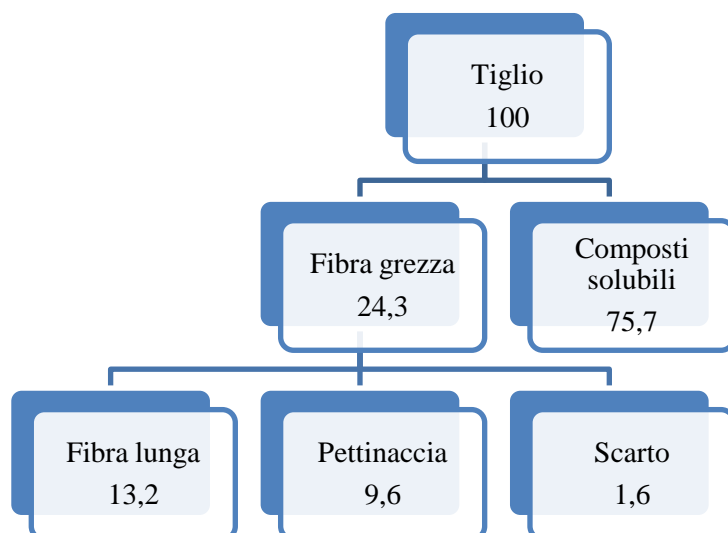 Tiglio
100
Fibra grezza
24,3
Composti
solubili
75,7
Fibra lunga
13,2
Pettinaccia
9,6
Scarto
1,6